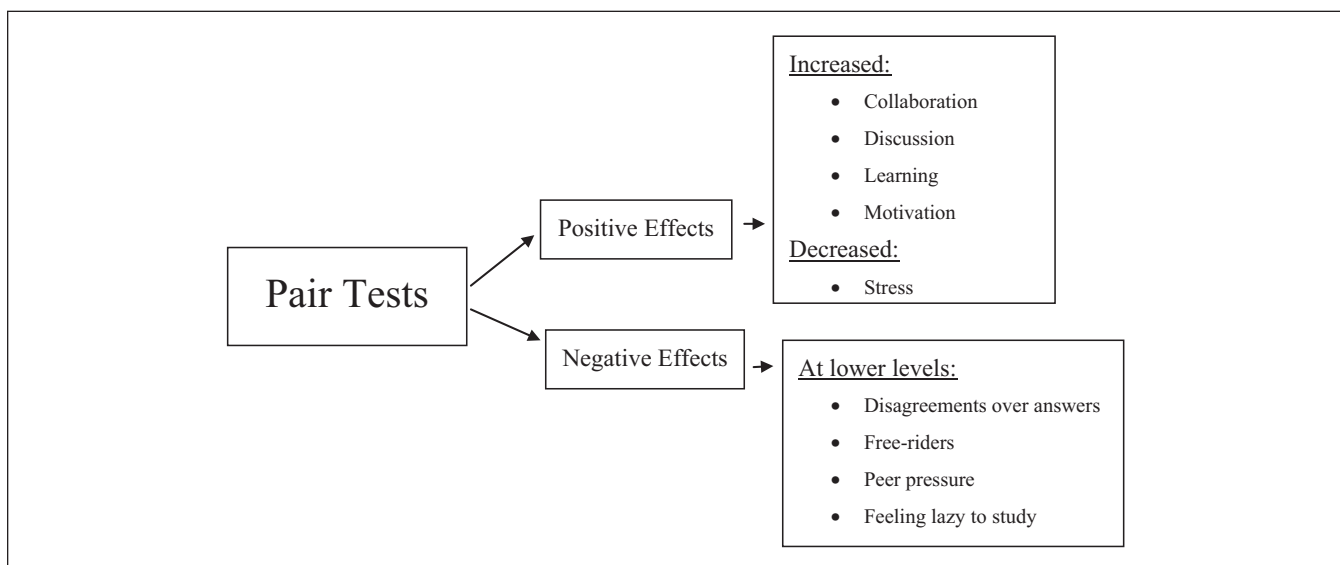 Pair Tests
Positive Effects
Increased:
• Collaboration
• Discussion
• Learning
• Motivation
Decreased:
• Stress
Negative Effects
At lower levels:
• Disagreements over answers
• Free-riders
• Peer pressure
• Feeling lazy to study